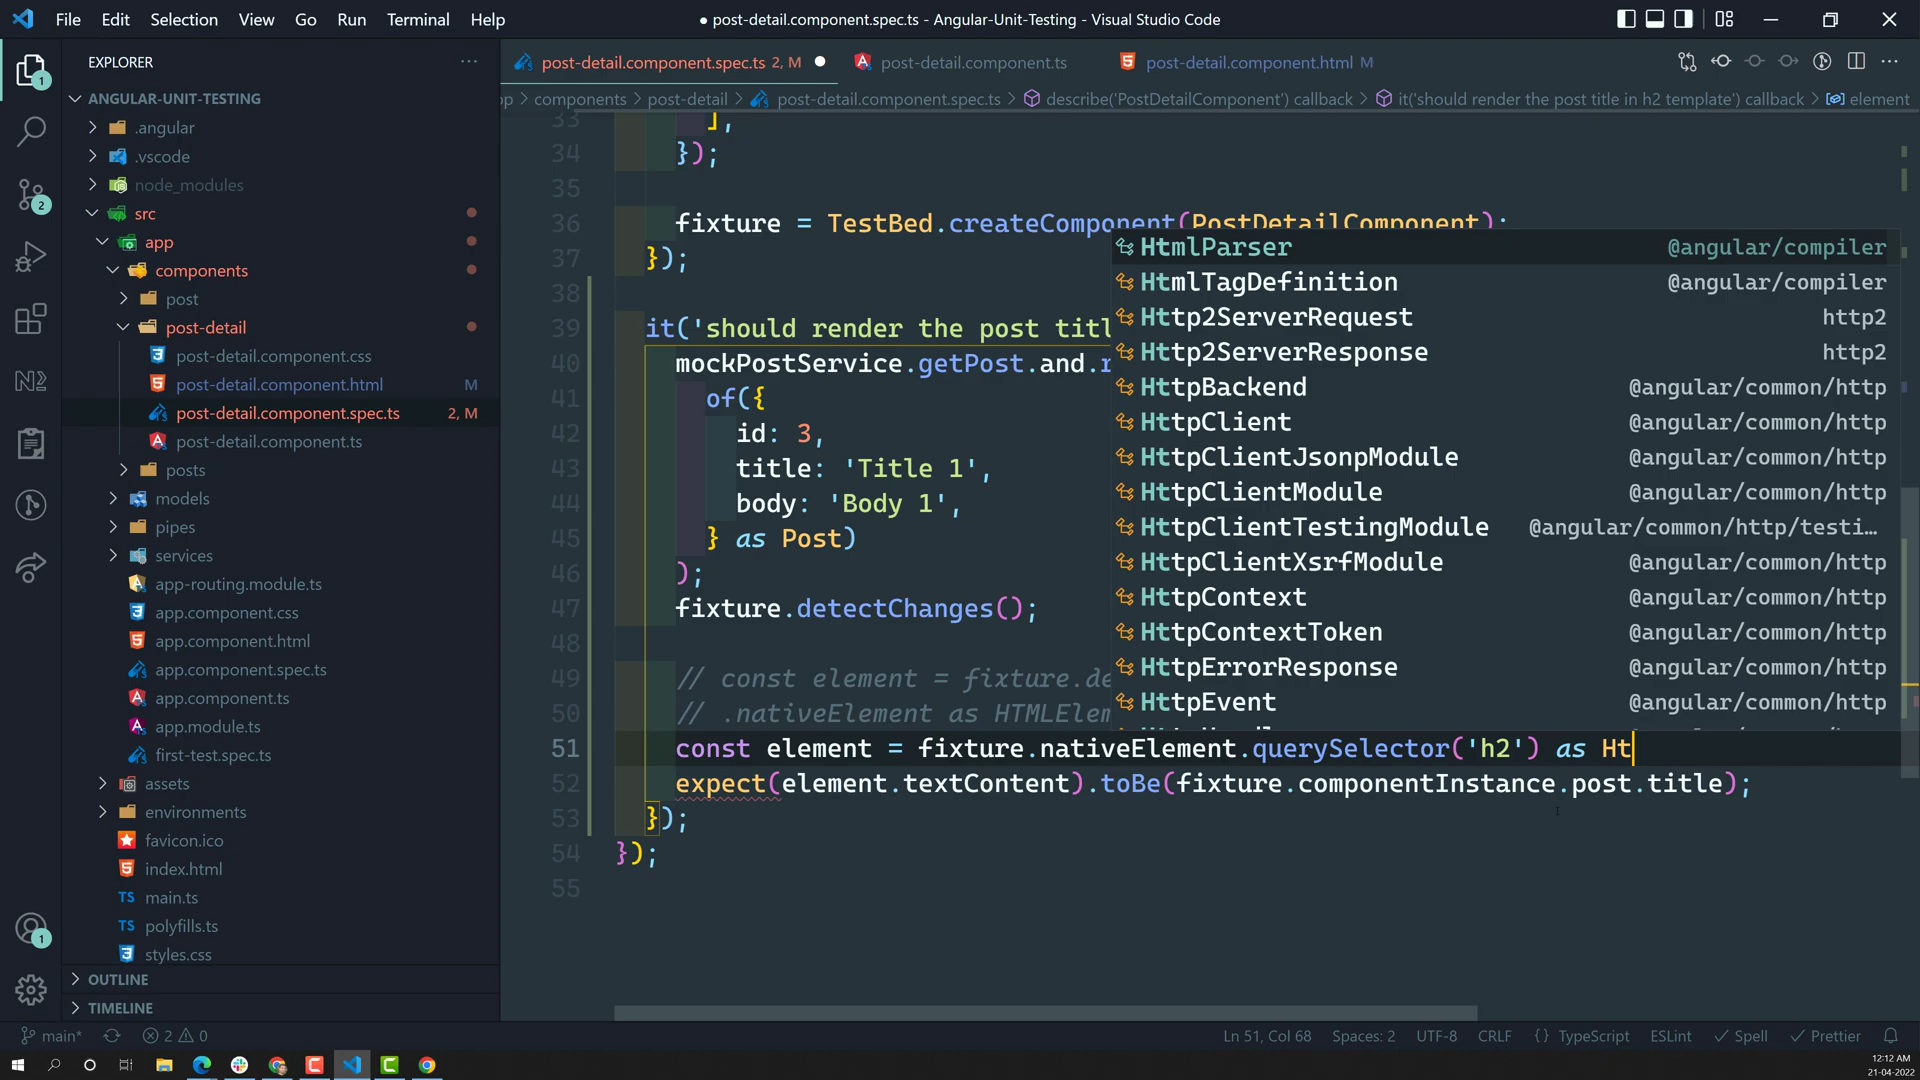 File Edit Selection View Go Run Terminal Help
● post-detail.component.spec.ts - Angular-Unit-Testing - Visual Studio Code
EXPLORER
post-detail.component.spec.ts 2, M
post-detail.component.ts
post-detail.component.html M
components > post-detail > post-detail.component.spec.ts > describe('PostDetailComponent') callback > it('should render the post title in h2 template') callback > element
ANGULAR-UNIT-TESTING
.angular
.vscode
node_modules
src
app
components
post
post-detail
post-detail.component.css
post-detail.component.html M
post-detail.component.spec.ts 2, M
post-detail.component.ts
posts
models
pipes
services
app-routing.module.ts
app.component.css
app.component.html
app.component.spec.ts
app.component.ts
app.module.ts
first-test.spec.ts
assets
environments
favicon.ico
index.html
main.ts
polyfills.ts
styles.css
OUTLINE
TIMELINE
33 ],
34 });
35
36 fixture = TestBed.createComponent(PostDetailComponent);
37 });
38
39 it('should render the post titl
40 mockPostService.getPost.and.r
41 of({
42 id: 3,
43 title: 'Title 1',
44 body: 'Body 1',
45 } as Post)
46 );
47 fixture.detectChanges();
48
49 // const element = fixture.de
50 // .nativeElement as HTMLElem
51 const element = fixture.nativeElement.querySelector('h2') as Ht
52 expect(element.textContent).toBe(fixture.componentInstance.post.title);
53 });
54 });
55
HtmlParser @angular/compiler
HtmlTagDefinition @angular/compiler
Http2ServerRequest http2
Http2ServerResponse http2
HttpBackend @angular/common/http
HttpClient @angular/common/http
HttpClientJsonpModule @angular/common/http
HttpClientModule @angular/common/http
HttpClientTestingModule @angular/common/http/testi...
HttpClientXsrfModule @angular/common/http
HttpContext @angular/common/http
HttpContextToken @angular/common/http
HttpErrorResponse @angular/common/http
HttpEvent @angular/common/http
main* 2 0
Ln 51, Col 68 Spaces: 2 UTF-8 CRLF {} TypeScript ESLint Spell Prettier
12:12 AM
21-04-2022